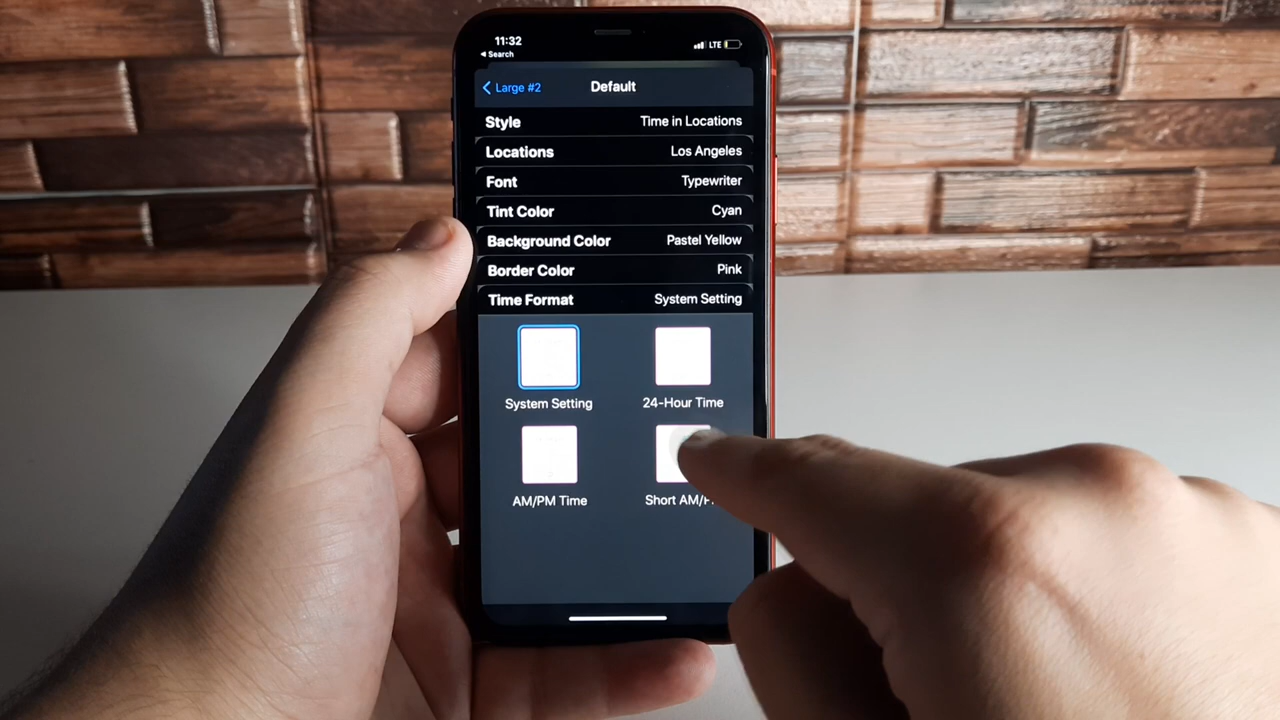 11:32
LTE
Search
Large #2 Default
Style Time in Locations
Locations Los Angeles
Font Typewriter
Tint Color Cyan
Background Color Pastel Yellow
Border Color Pink
Time Format System Setting
System Setting 24-Hour Time
AM/PM Time Short AM/P